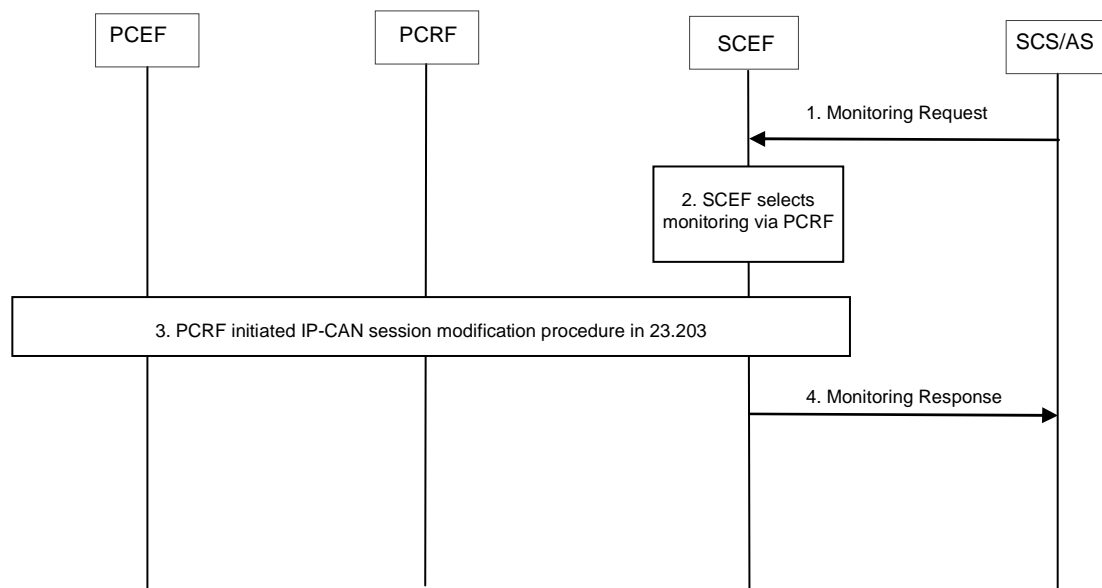 PCEF
PCRF
SCEF
SCS/AS
1. Monitoring Request
2. SCEF selects
monitoring via PCRF
3. PCRF initiated IP-CAN session modification procedure in 23.203
4. Monitoring Response